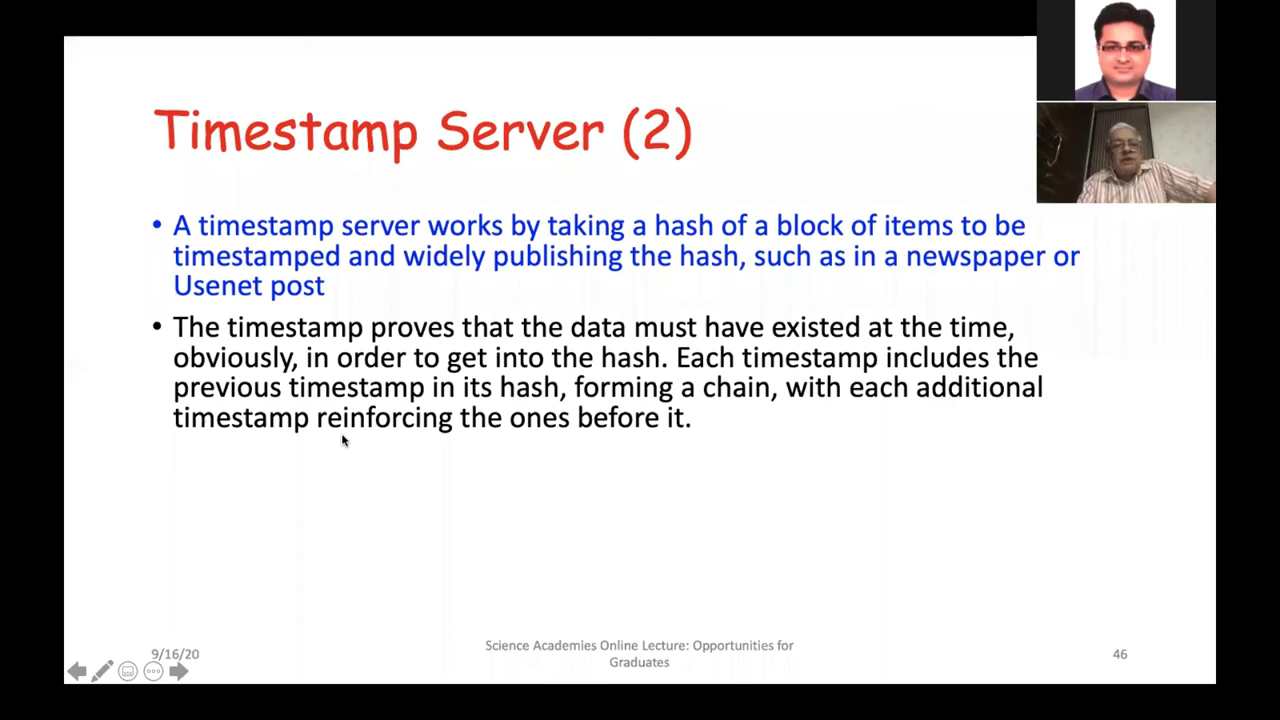 Timestamp Server (2)
• A timestamp server works by taking a hash of a block of items to be
timestamped and widely publishing the hash, such as in a newspaper or
Usenet post
• The timestamp proves that the data must have existed at the time,
obviously, in order to get into the hash. Each timestamp includes the
previous timestamp in its hash, forming a chain, with each additional
timestamp reinforcing the ones before it.
9/16/20
Science Academies Online Lecture: Opportunities for
Graduates
46